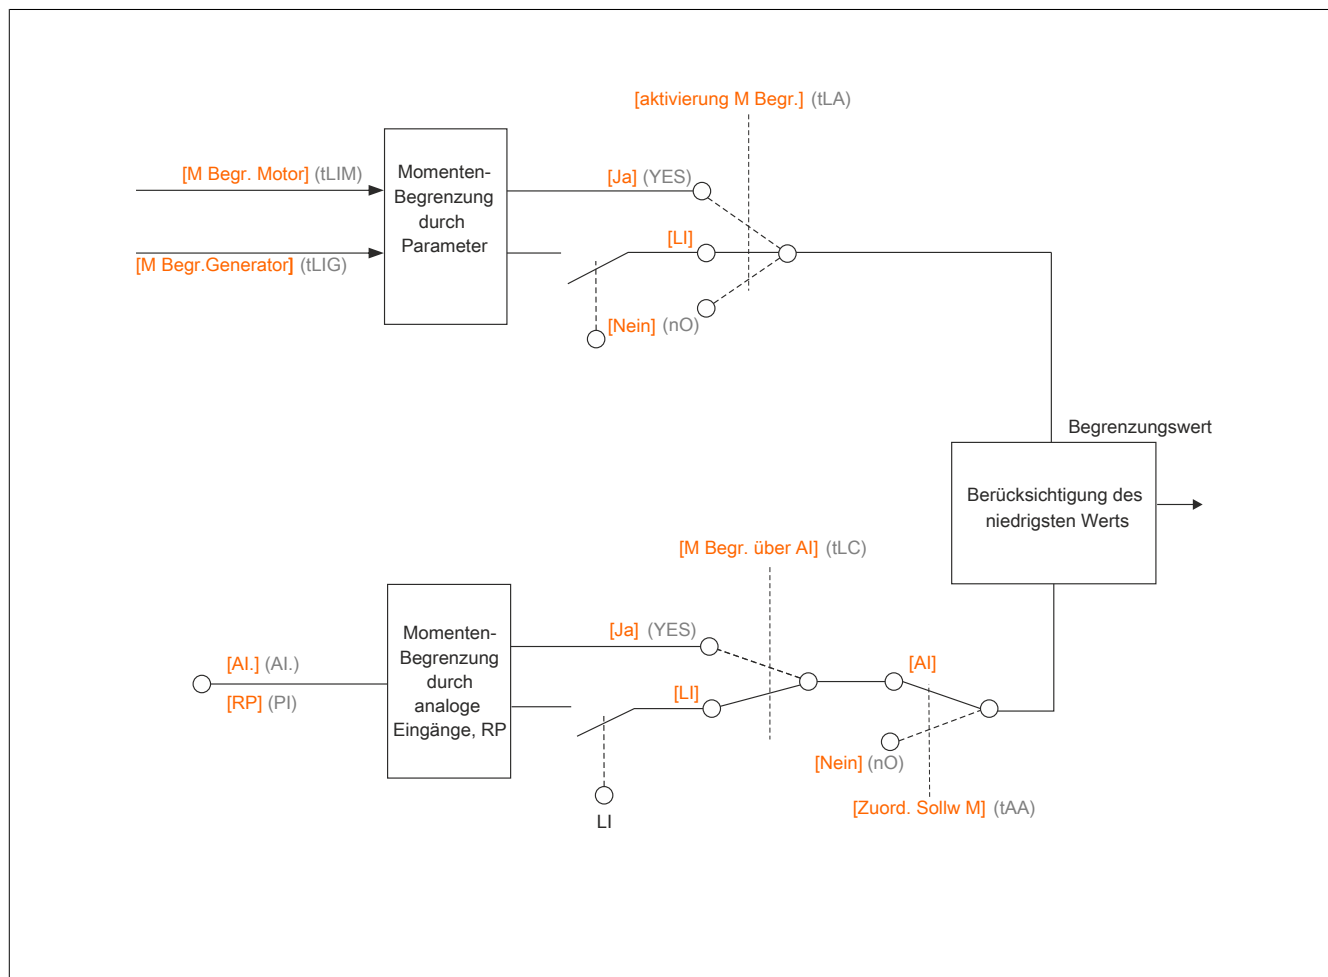 [aktivierung M Begr.] (tLA)
[M Begr. Motor] (tLIM)
Momenten-
Begrenzung
durch
Parameter
[Ja] (YES)
[LI]
[M Begr.Generator] (tLIG)
[Nein] (nO)
Begrenzungswert
Berücksichtigung des
niedrigsten Werts
[M Begr. über AI] (tLC)
[Ja] (YES)
Momenten-
Begrenzung
durch
analoge
Eingänge, RP
[AI.] (AI.)
[RP] (PI)
[LI]
[AI]
[Nein] (nO)
[Zuord. Sollw M] (tAA)
LI